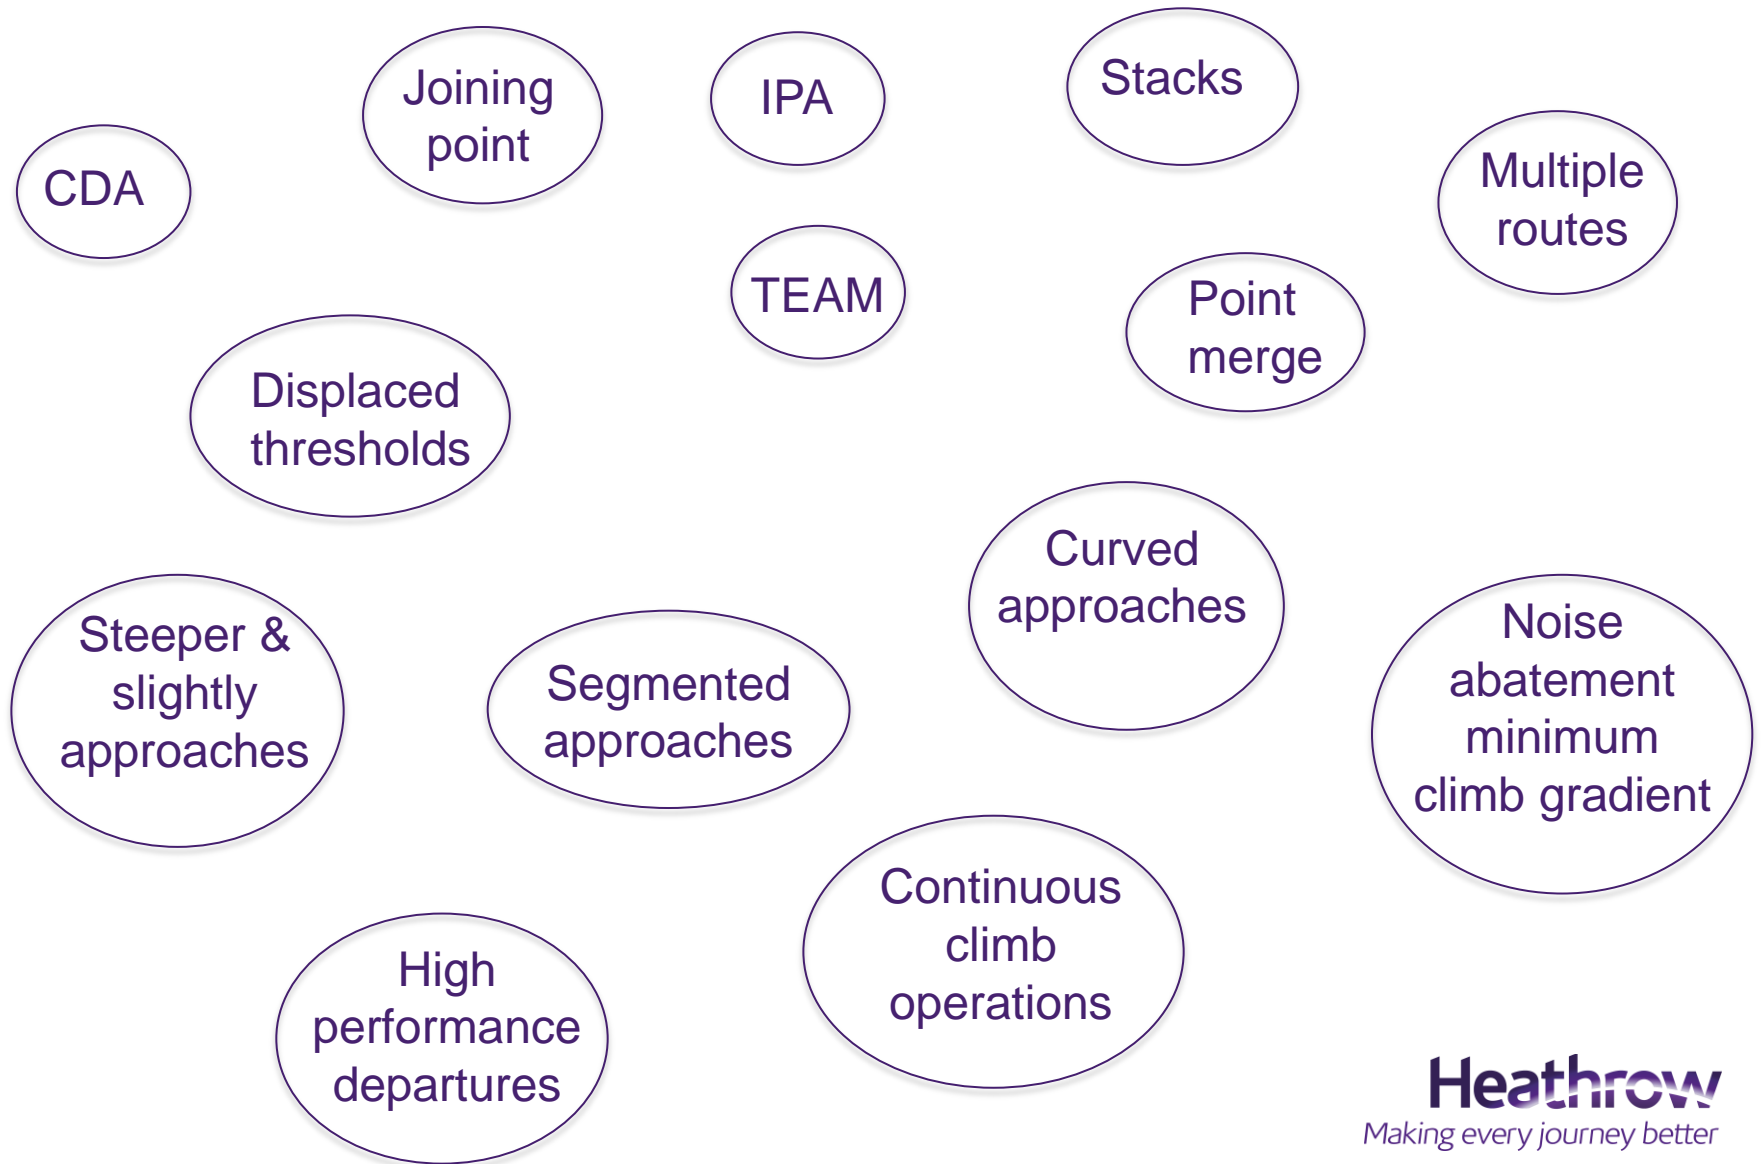 CDA
Joining
point
IPA
Stacks
Multiple
routes
TEAM
Point
merge
Displaced
thresholds
Curved
approaches
Steeper &
slightly
approaches
Segmented
approaches
Noise
abatement
minimum
climb gradient
Continuous
climb
operations
High
performance
departures
Heathrow
Making every journey better